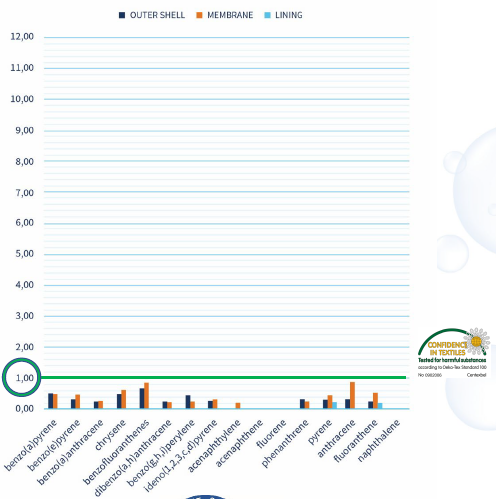 OUTER SHELL MEMBRANE LINING
12,00
11,00
10,00
9,00
8,00
7,00
6,00
5,00
4,00
3,00
2,00
1,00
0,00
benzo(a)pyrene
benzo(e)pyrene
benzo(a)anthracene
chrysene
benzofluoranthenes
dibenzo(a,h)anthracene
benzo(g,h,i)perylene
ideno(1,2,3,c,d)pyrene
acenaphthylene
acenaphthene
fluorene
phenanthrene
pyrene
anthracene
fluoranthene
naphthalene
CONFIDENCE
IN TEXTILES
Tested for harmful substances
according to Oeko-Tex Standard 100
Centexbel